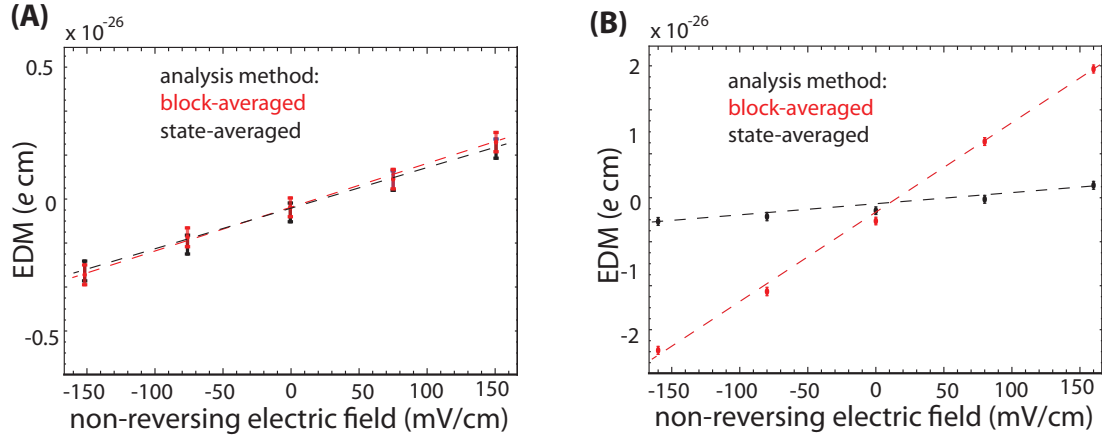 (A)
x 10⁻²⁶
0.5
0
-0.5
EDM (e cm)
analysis method:
block-averaged
state-averaged
-150 -100 -50 0 50 100 150
non-reversing electric field (mV/cm)
(B)
x 10⁻²⁶
2
1
0
-1
-2
EDM (e cm)
analysis method:
block-averaged
state-averaged
-150 -100 -50 0 50 100 150
non-reversing electric field (mV/cm)